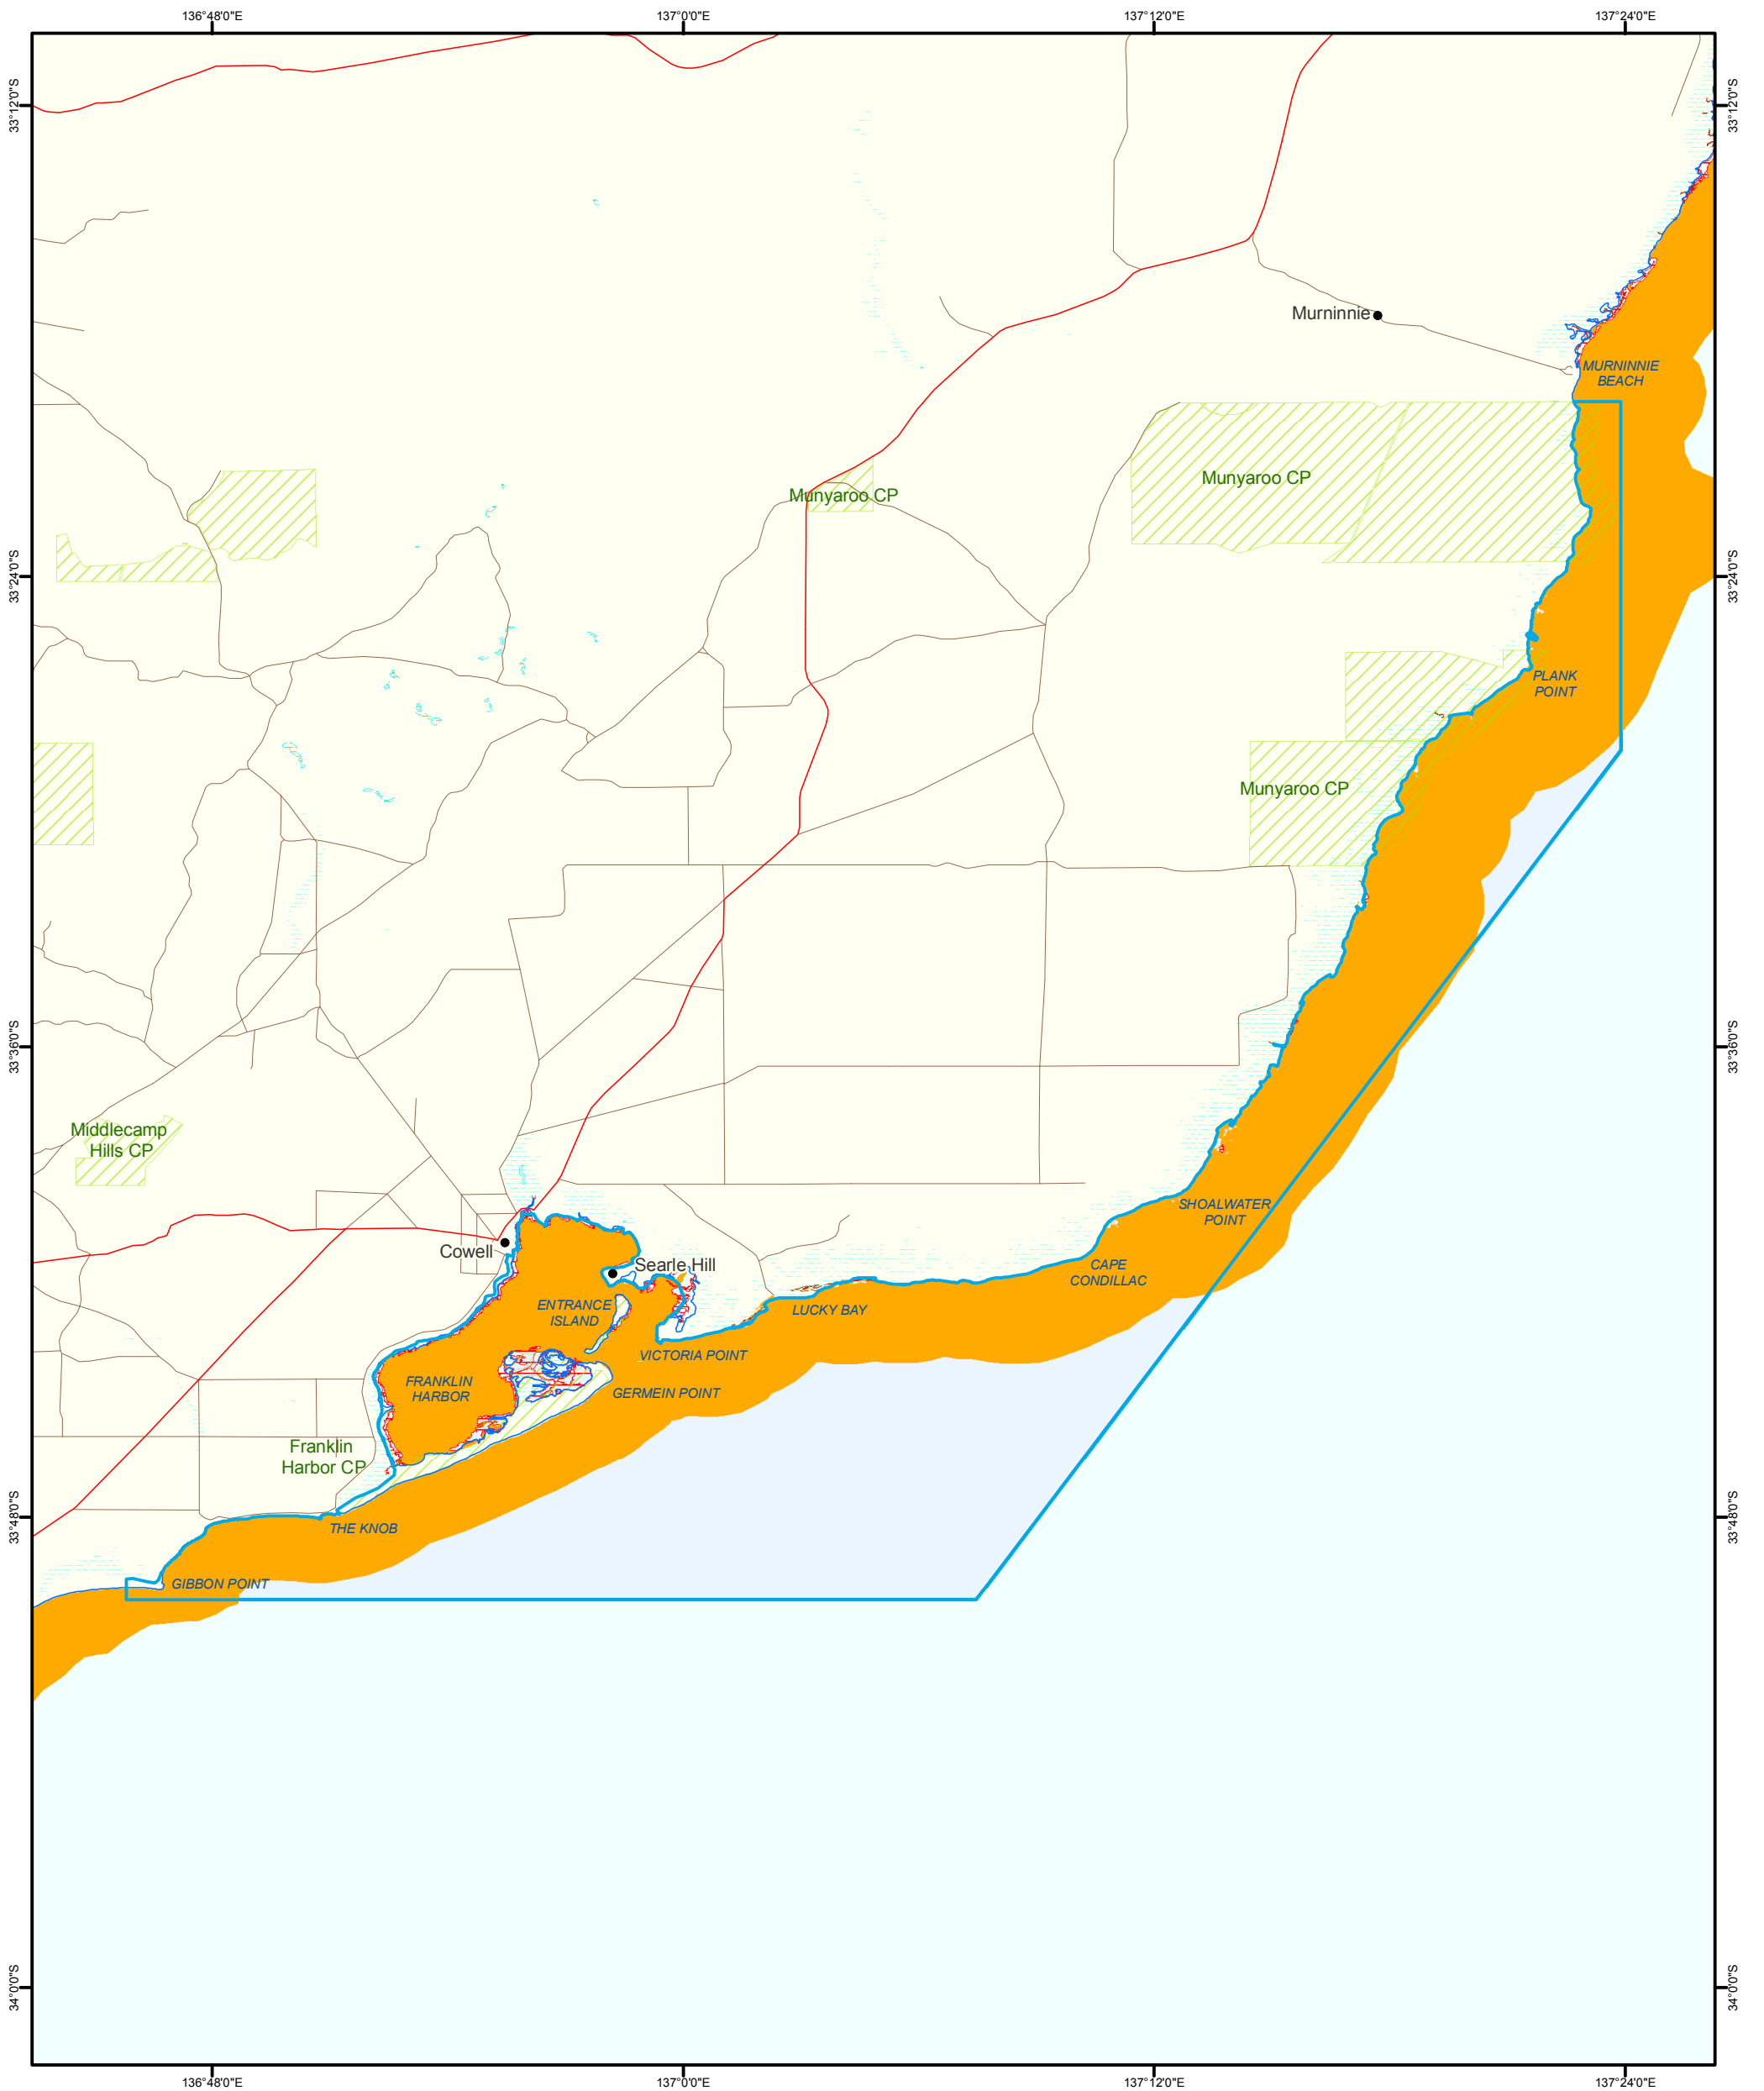 136°48'0"E
137°0'0"E
137°12'0"E
137°24'0"E
33°12'0"S
33°12'0"S
Murninnie
MURNINNIE
BEACH
Munyaroo CP
Munyaroo CP
33°24'0"S
33°24'0"S
PLANK
POINT
Munyaroo CP
33°36'0"S
33°36'0"S
Middlecamp
Hills CP
SHOALWATER
POINT
Cowell
Searle Hill
CAPE
CONDILLAC
ENTRANCE
ISLAND
LUCKY BAY
VICTORIA POINT
FRANKLIN
HARBOR
GERMEIN POINT
Franklin
Harbor CP
33°48'0"S
33°48'0"S
THE KNOB
GIBBON POINT
34°0'0"S
34°0'0"S
136°48'0"E
137°0'0"E
137°12'0"E
137°24'0"E